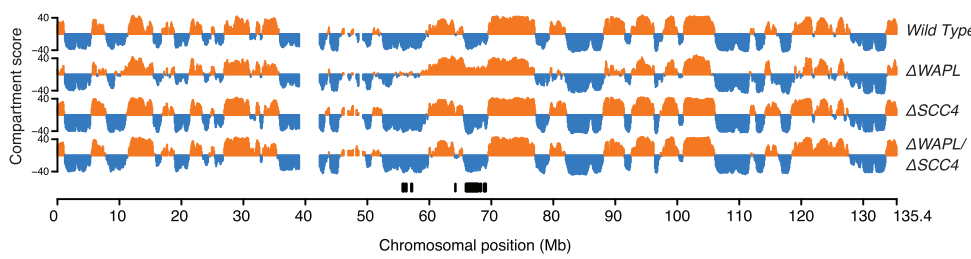 Compartment score
40
−40
Wild Type
40
−40
ΔWAPL
40
−40
ΔSCC4
40
−40
ΔWAPL/
ΔSCC4
0 10 20 30 40 50 60 70 80 90 100 110 120 130 135.4
Chromosomal position (Mb)